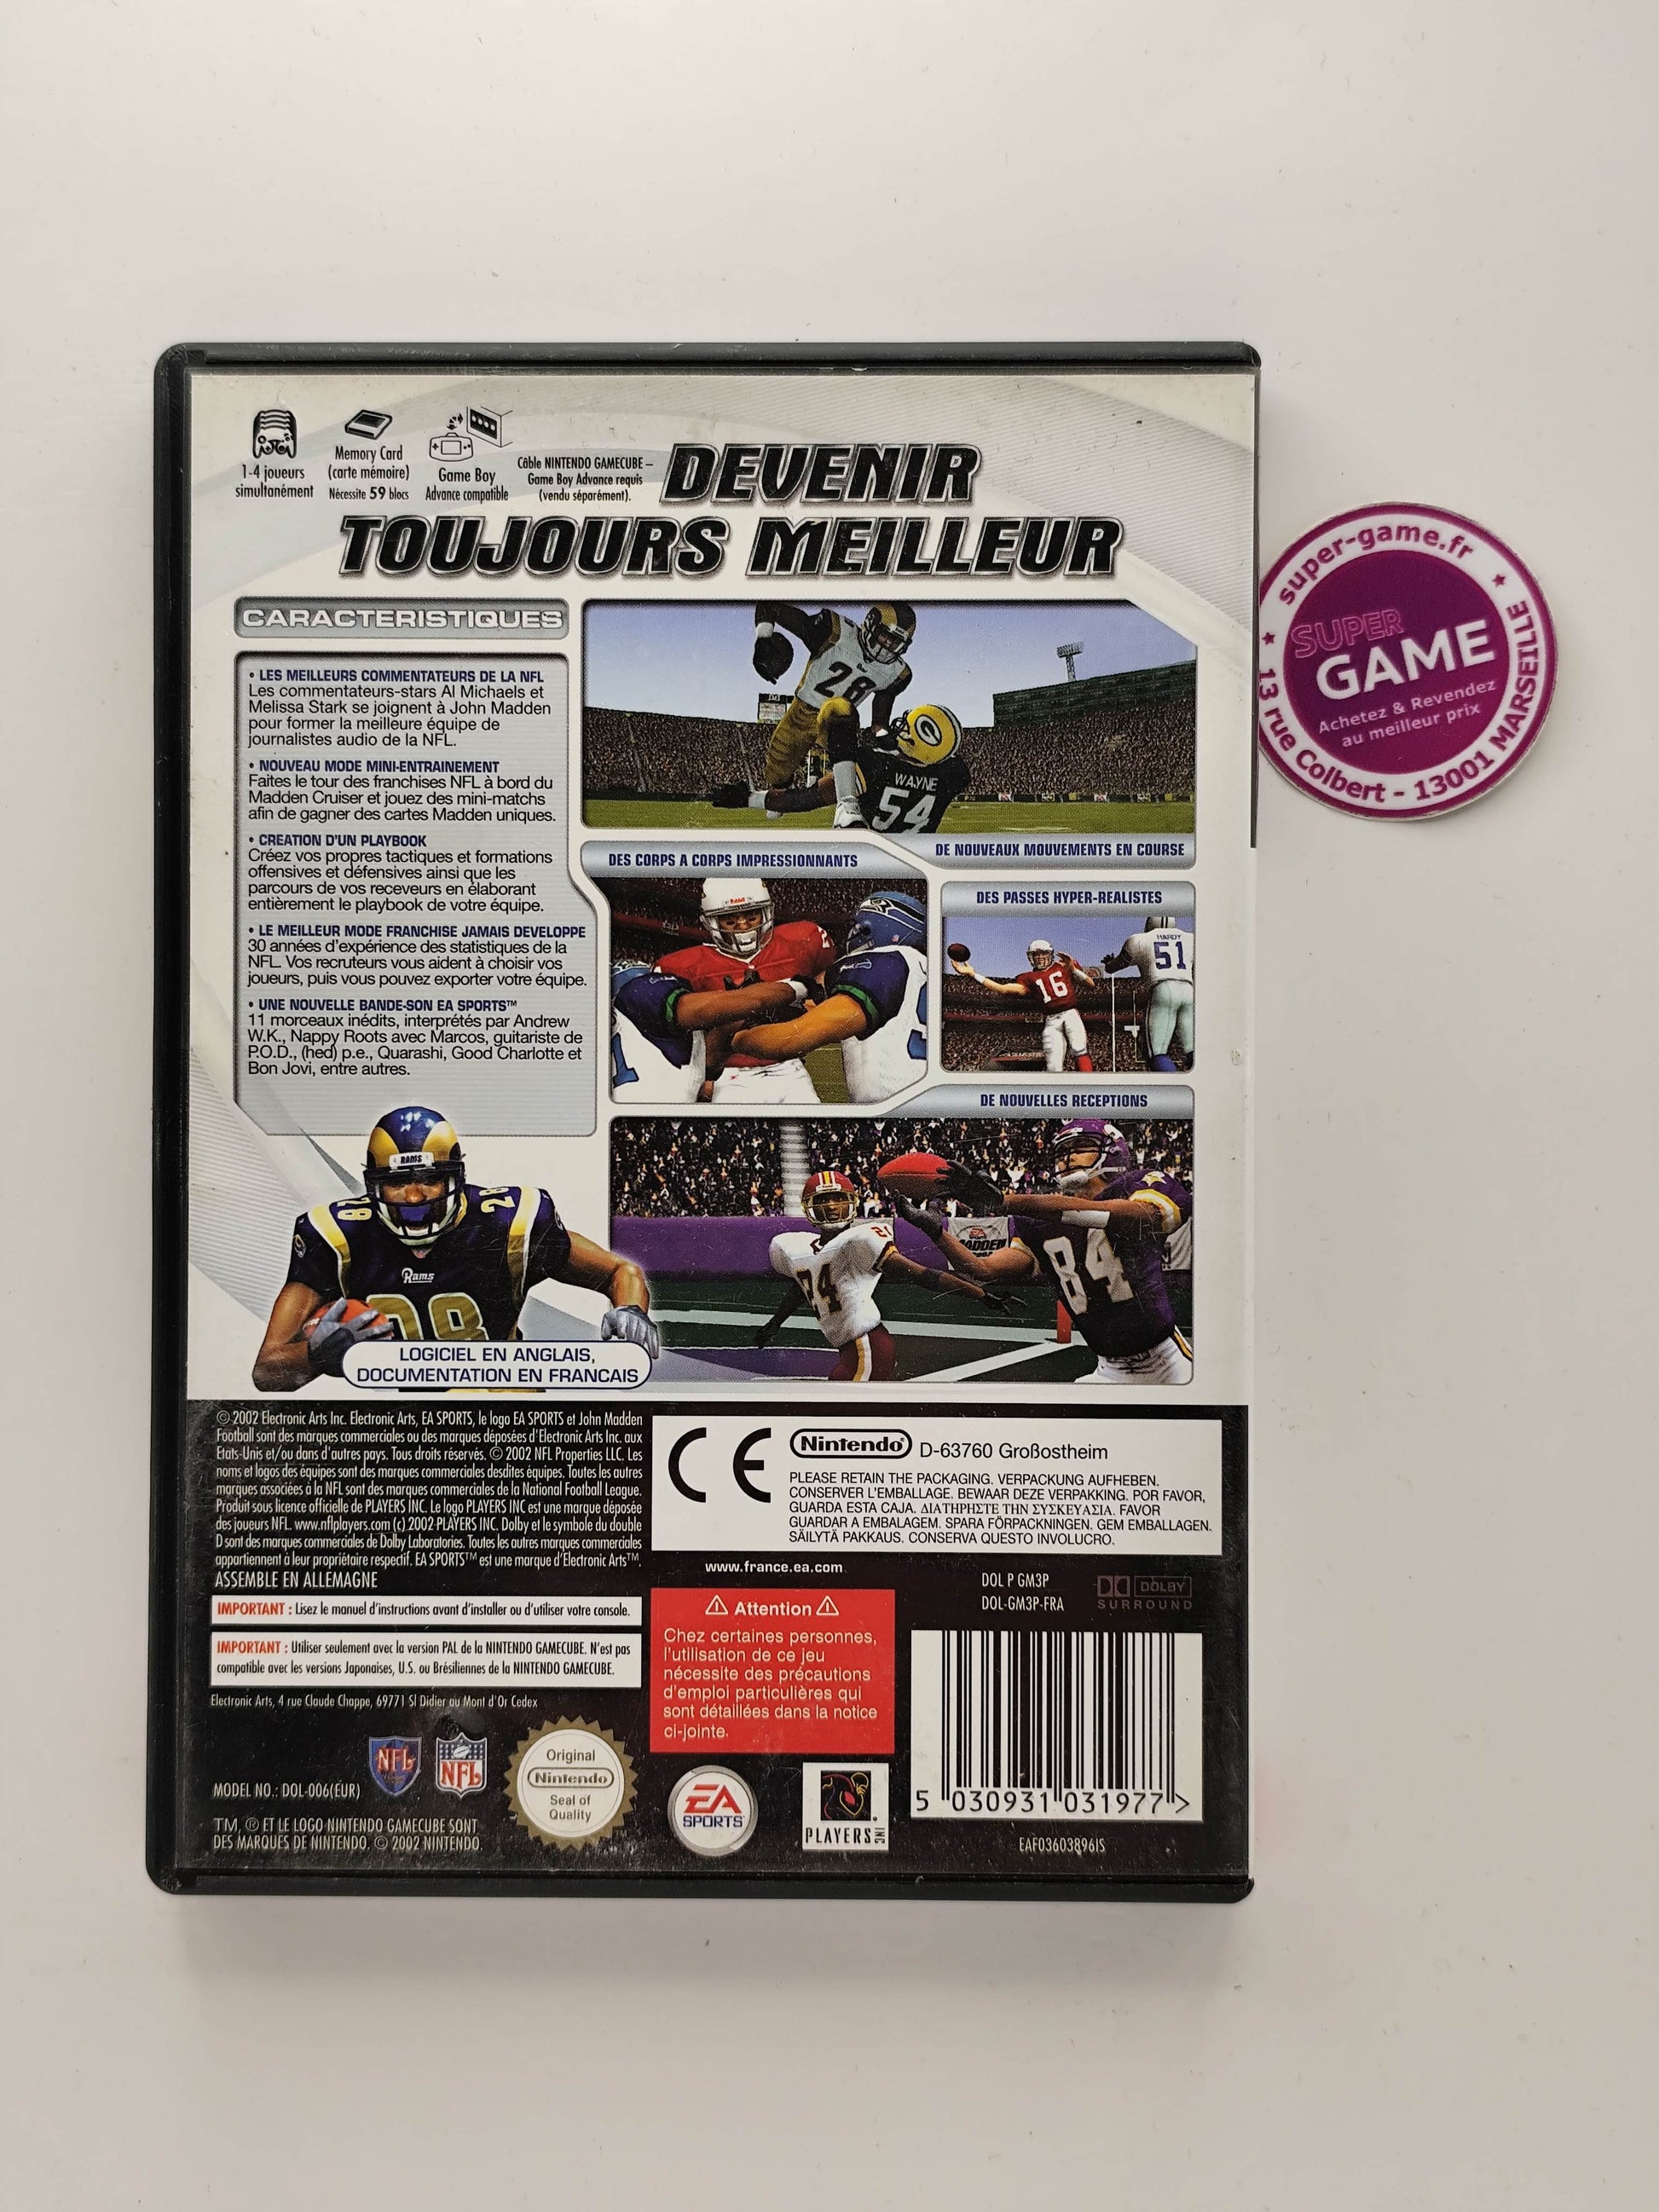 1-4 joueurs
simultanément
Memory Card
(carte mémoire)
Nécessite 59 blocs
Game Boy
Advance compatible
Câble NINTENDO GAMECUBE –
Game Boy Advance requis
(vendu séparément).
DEVENIR
TOUJOURS MEILLEUR
CARACTERISTIQUES
• LES MEILLEURS COMMENTATEURS DE LA NFL
Les commentateurs-stars Al Michaels et
Melissa Stark se joignent à John Madden
pour former la meilleure équipe de
journalistes audio de la NFL.
• NOUVEAU MODE MINI-ENTRAINEMENT
Faites le tour des franchises NFL à bord du
Madden Cruiser et jouez des mini-matchs
afin de gagner des cartes Madden uniques.
• CREATION D'UN PLAYBOOK
Créez vos propres tactiques et formations
offensives et défensives ainsi que les
parcours de vos receveurs en élaborant
entièrement le playbook de votre équipe.
• LE MEILLEUR MODE FRANCHISE JAMAIS DEVELOPPE
30 années d'expérience des statistiques de la
NFL. Vos recruteurs vous aident à choisir vos
joueurs, puis vous pouvez exporter votre équipe.
• UNE NOUVELLE BANDE-SON EA SPORTS™
11 morceaux inédits, interprétés par Andrew
W.K., Nappy Roots avec Marcos, guitariste de
P.O.D., (hed) p.e., Quarashi, Good Charlotte et
Bon Jovi, entre autres.
28
WAYNE
54
DE NOUVEAUX MOUVEMENTS EN COURSE
DES CORPS A CORPS IMPRESSIONNANTS
DES PASSES HYPER-REALISTES
16
HARDY
51
DE NOUVELLES RECEPTIONS
24
21
84
RAMS
28
28
Rams
28
LOGICIEL EN ANGLAIS,
DOCUMENTATION EN FRANCAIS
super-game.fr
SUPER
GAME
Achetez & Revendez
au meilleur prix
13 rue Colbert - 13001 MARSEILLE
© 2002 Electronic Arts Inc. Electronic Arts, EA SPORTS, le logo EA SPORTS et John Madden
Football sont des marques commerciales ou des marques déposées d'Electronic Arts Inc. aux
Etats-Unis et/ou dans d'autres pays. Tous droits réservés. © 2002 NFL Properties LLC. Les
noms et logos des équipes sont des marques commerciales desdites équipes. Toutes les autres
marques associées à la NFL sont des marques commerciales de la National Football League.
Produit sous licence officielle de PLAYERS INC. Le logo PLAYERS INC est une marque déposée
des joueurs NFL. www.nflplayers.com (c) 2002 PLAYERS INC. Dolby et le symbole du double
D sont des marques commerciales de Dolby Laboratories. Toutes les autres marques commerciales
appartiennent à leur propriétaire respectif. EA SPORTS™ est une marque d'Electronic Arts™.
ASSEMBLE EN ALLEMAGNE
IMPORTANT : Lisez le manuel d'instructions avant d'installer ou d'utiliser votre console.
IMPORTANT : Utiliser seulement avec la version PAL de la NINTENDO GAMECUBE. N'est pas
compatible avec les versions Japonaises, U.S. ou Brésiliennes de la NINTENDO GAMECUBE.
Electronic Arts, 4 rue Claude Chappe, 69771 St Didier au Mont d'Or Cedex
CE
Nintendo D-63760 Großostheim
PLEASE RETAIN THE PACKAGING. VERPACKUNG AUFHEBEN.
CONSERVER L'EMBALLAGE. BEWAAR DEZE VERPAKKING. POR FAVOR,
GUARDA ESTA CAJA. ΔΙΑΤΗΡΗΣΤΕ ΤΗΝ ΣΥΣΚΕΥΑΣΙΑ. FAVOR
GUARDAR A EMBALAGEM. SPARA FÖRPACKNINGEN. GEM EMBALLAGEN.
SÄILYTÄ PAKKAUS. CONSERVA QUESTO INVOLUCRO.
www.france.ea.com
DOL P GM3P
DOL-GM3P-FRA
DOLBY
SURROUND
Attention
Chez certaines personnes,
l'utilisation de ce jeu
nécessite des précautions
d'emploi particulières qui
sont détaillées dans la notice
ci-jointe.
MODEL NO.: DOL-006(EUR)
NFL
NFL
Original
Nintendo
Seal of
Quality
EA
SPORTS
PLAYERS INC
5 030931 031977 >
TM, ® ET LE LOGO NINTENDO GAMECUBE SONT
DES MARQUES DE NINTENDO. © 2002 NINTENDO.
EAF03603896IS